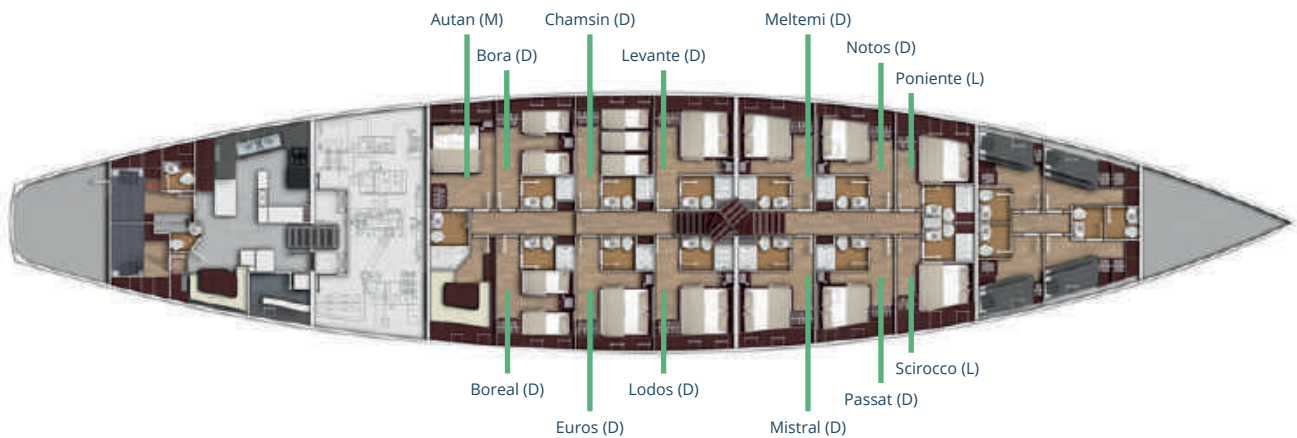 Autan (M)
Chamsin (D)
Meltemi (D)
Bora (D)
Levante (D)
Notos (D)
Poniente (L)
Boreal (D)
Lodos (D)
Scirocco (L)
Passat (D)
Euros (D)
Mistral (D)